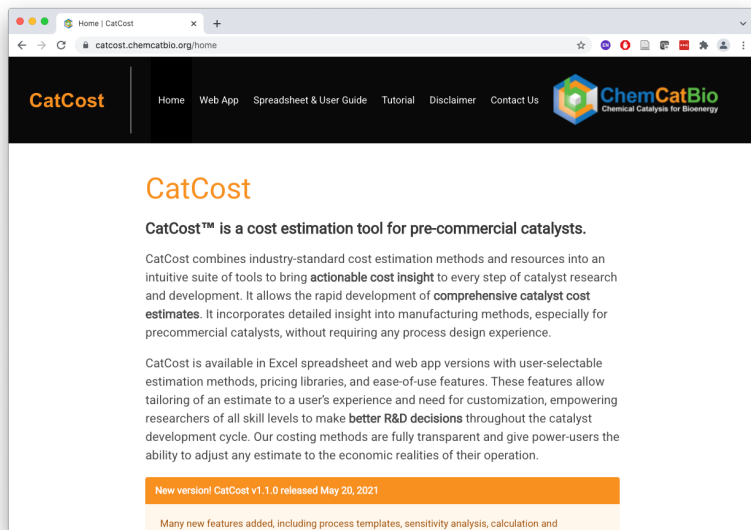 Home | CatCost
catcost.chemcatbio.org/home
EN
CatCost
Home Web App Spreadsheet & User Guide Tutorial Disclaimer Contact Us
ChemCatBio
Chemical Catalysis for Bioenergy
CatCost
CatCost™ is a cost estimation tool for pre-commercial catalysts.
CatCost combines industry-standard cost estimation methods and resources into an
intuitive suite of tools to bring actionable cost insight to every step of catalyst research
and development. It allows the rapid development of comprehensive catalyst cost
estimates. It incorporates detailed insight into manufacturing methods, especially for
precommercial catalysts, without requiring any process design experience.
CatCost is available in Excel spreadsheet and web app versions with user-selectable
estimation methods, pricing libraries, and ease-of-use features. These features allow
tailoring of an estimate to a user's experience and need for customization, empowering
researchers of all skill levels to make better R&D decisions throughout the catalyst
development cycle. Our costing methods are fully transparent and give power-users the
ability to adjust any estimate to the economic realities of their operation.
New version! CatCost v1.1.0 released May 20, 2021
Many new features added, including process templates, sensitivity analysis, calculation and